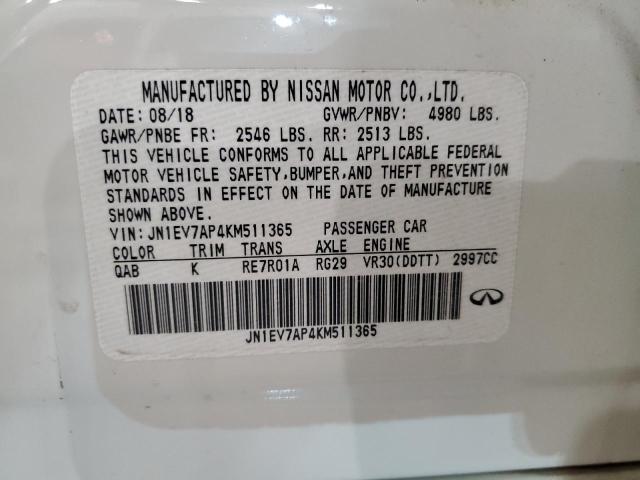 MANUFACTURED BY NISSAN MOTOR CO.,LTD.
DATE: 08/18 GVWR/PNBV: 4980 LBS.
GAWR/PNBE FR: 2546 LBS. RR: 2513 LBS.
THIS VEHICLE CONFORMS TO ALL APPLICABLE FEDERAL
MOTOR VEHICLE SAFETY,BUMPER,AND THEFT PREVENTION
STANDARDS IN EFFECT ON THE DATE OF MANUFACTURE
SHOWN ABOVE.
VIN: JN1EV7AP4KM511365 PASSENGER CAR
COLOR TRIM TRANS AXLE ENGINE
QAB K RE7R01A RG29 VR30(DDTT) 2997CC
JN1EV7AP4KM511365